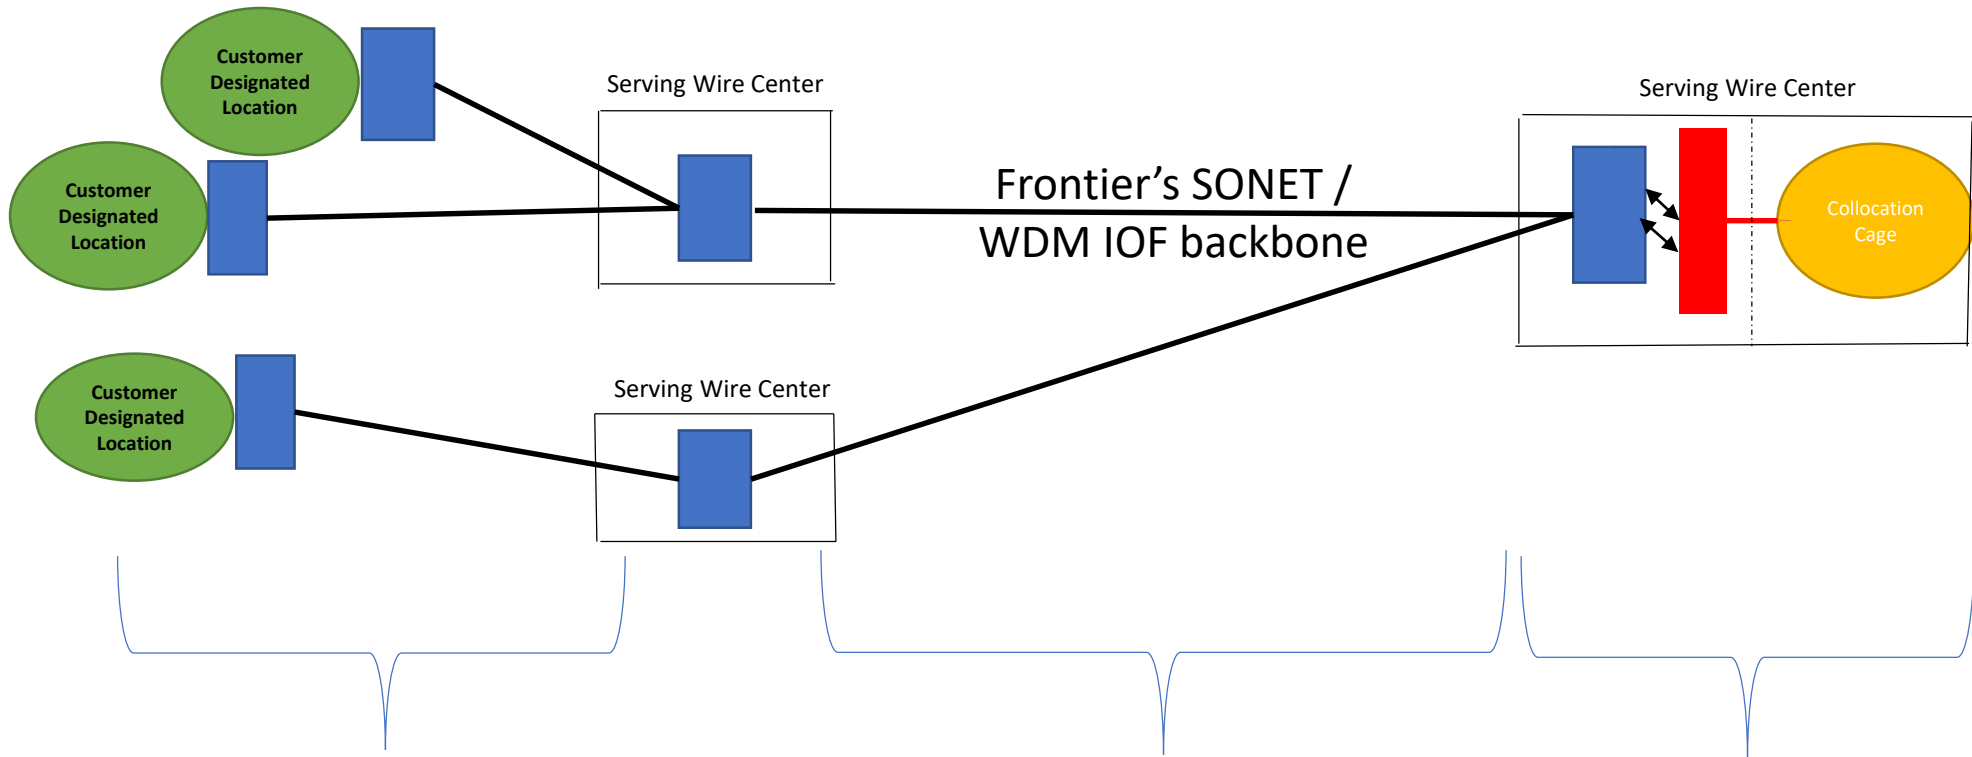 Customer
Designated
Location
Serving Wire Center
Serving Wire Center
Customer
Designated
Location
Frontier’s SONET /
WDM IOF backbone
Collocation
Cage
Customer
Designated
Location
Serving Wire Center